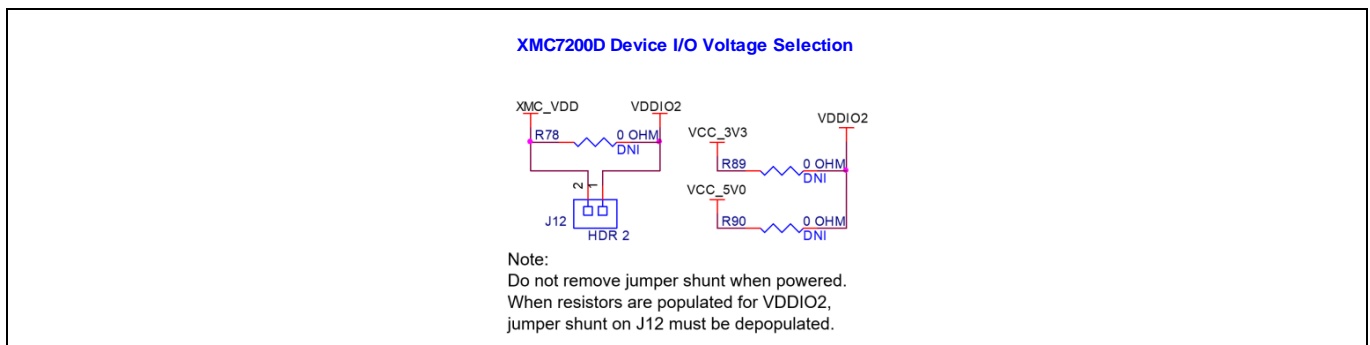 XMC7200D Device I/O Voltage Selection
XMC_VDD VDDIO2
R78 0 OHM
DNI
2 1
J12
HDR 2
VCC_3V3 VDDIO2
R89 0 OHM
DNI
VCC_5V0
R90 0 OHM
DNI
Note:
Do not remove jumper shunt when powered.
When resistors are populated for VDDIO2,
jumper shunt on J12 must be depopulated.